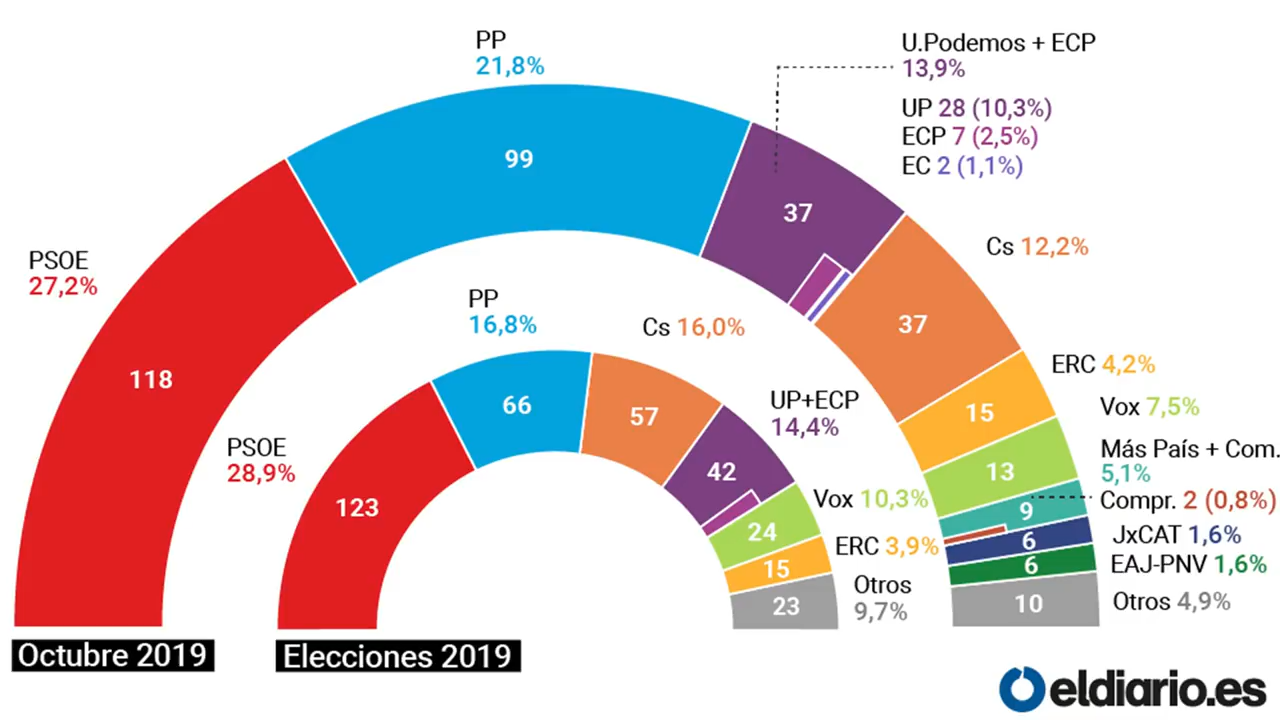 PP
21,8%
U.Podemos + ECP
13,9%
UP 28 (10,3%)
ECP 7 (2,5%)
EC 2 (1,1%)
99
37
PSOE
27,2%
Cs 12,2%
118
37
PP
16,8%
Cs 16,0%
ERC 4,2%
15
Vox 7,5%
13
Más País + Com.
5,1%
Compr. 2 (0,8%)
9
JxCAT 1,6%
6
EAJ-PNV 1,6%
6
Otros 4,9%
10
PSOE
28,9%
66
57
UP+ECP
14,4%
42
123
Vox 10,3%
24
ERC 3,9%
15
Otros
9,7%
23
Octubre 2019
Elecciones 2019
eldiario.es